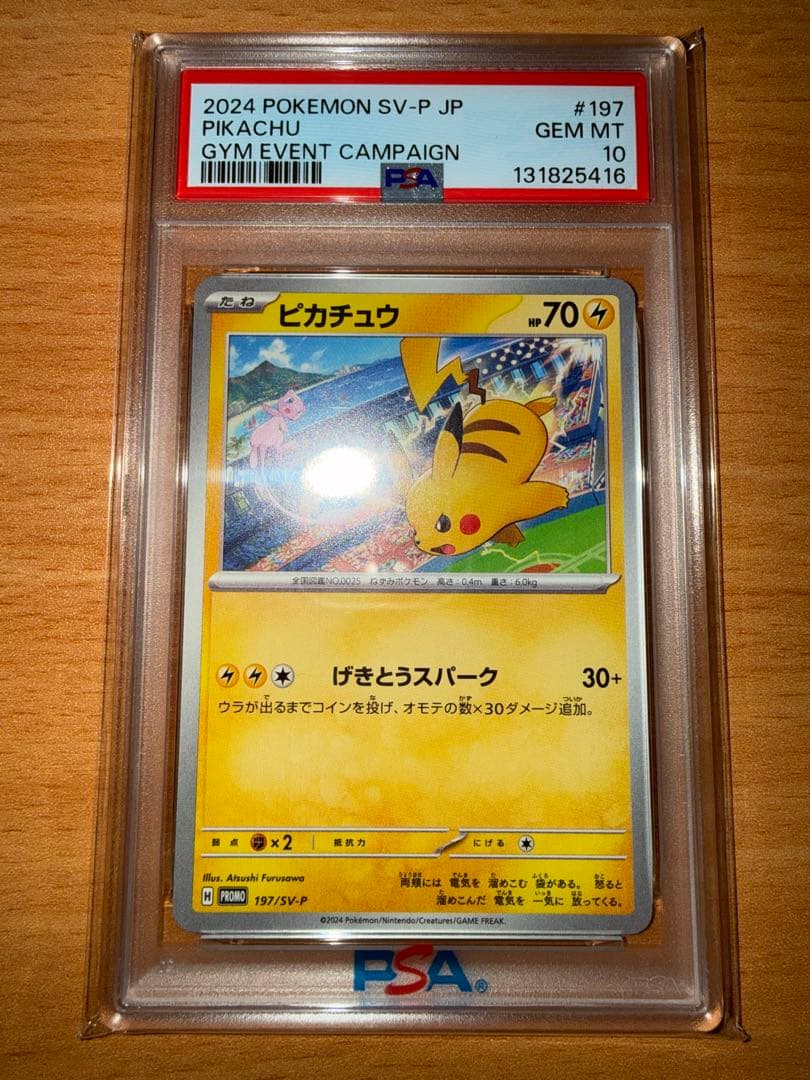 2024 POKEMON SV-P JP #197
PIKACHU GEM MT
GYM EVENT CAMPAIGN 10
PSA 131825416
たね ピカチュウ HP 70
全国図鑑NO.0025 ねずみポケモン 高さ:0.4m 重さ:6.0kg
げきとうスパーク 30+
ウラが出るまでコインを投げ、オモテの数×30ダメージ追加。
弱点 ×2 抵抗力 にげる
Illus. Atsushi Furusawa
両頬には 電気を 溜めこむ 袋がある。 怒ると
H PROMO 197/SV-P
溜めこんだ 電気を 一気に 放ってくる。
©2024 Pokémon/Nintendo/Creatures/GAME FREAK.
PSA®